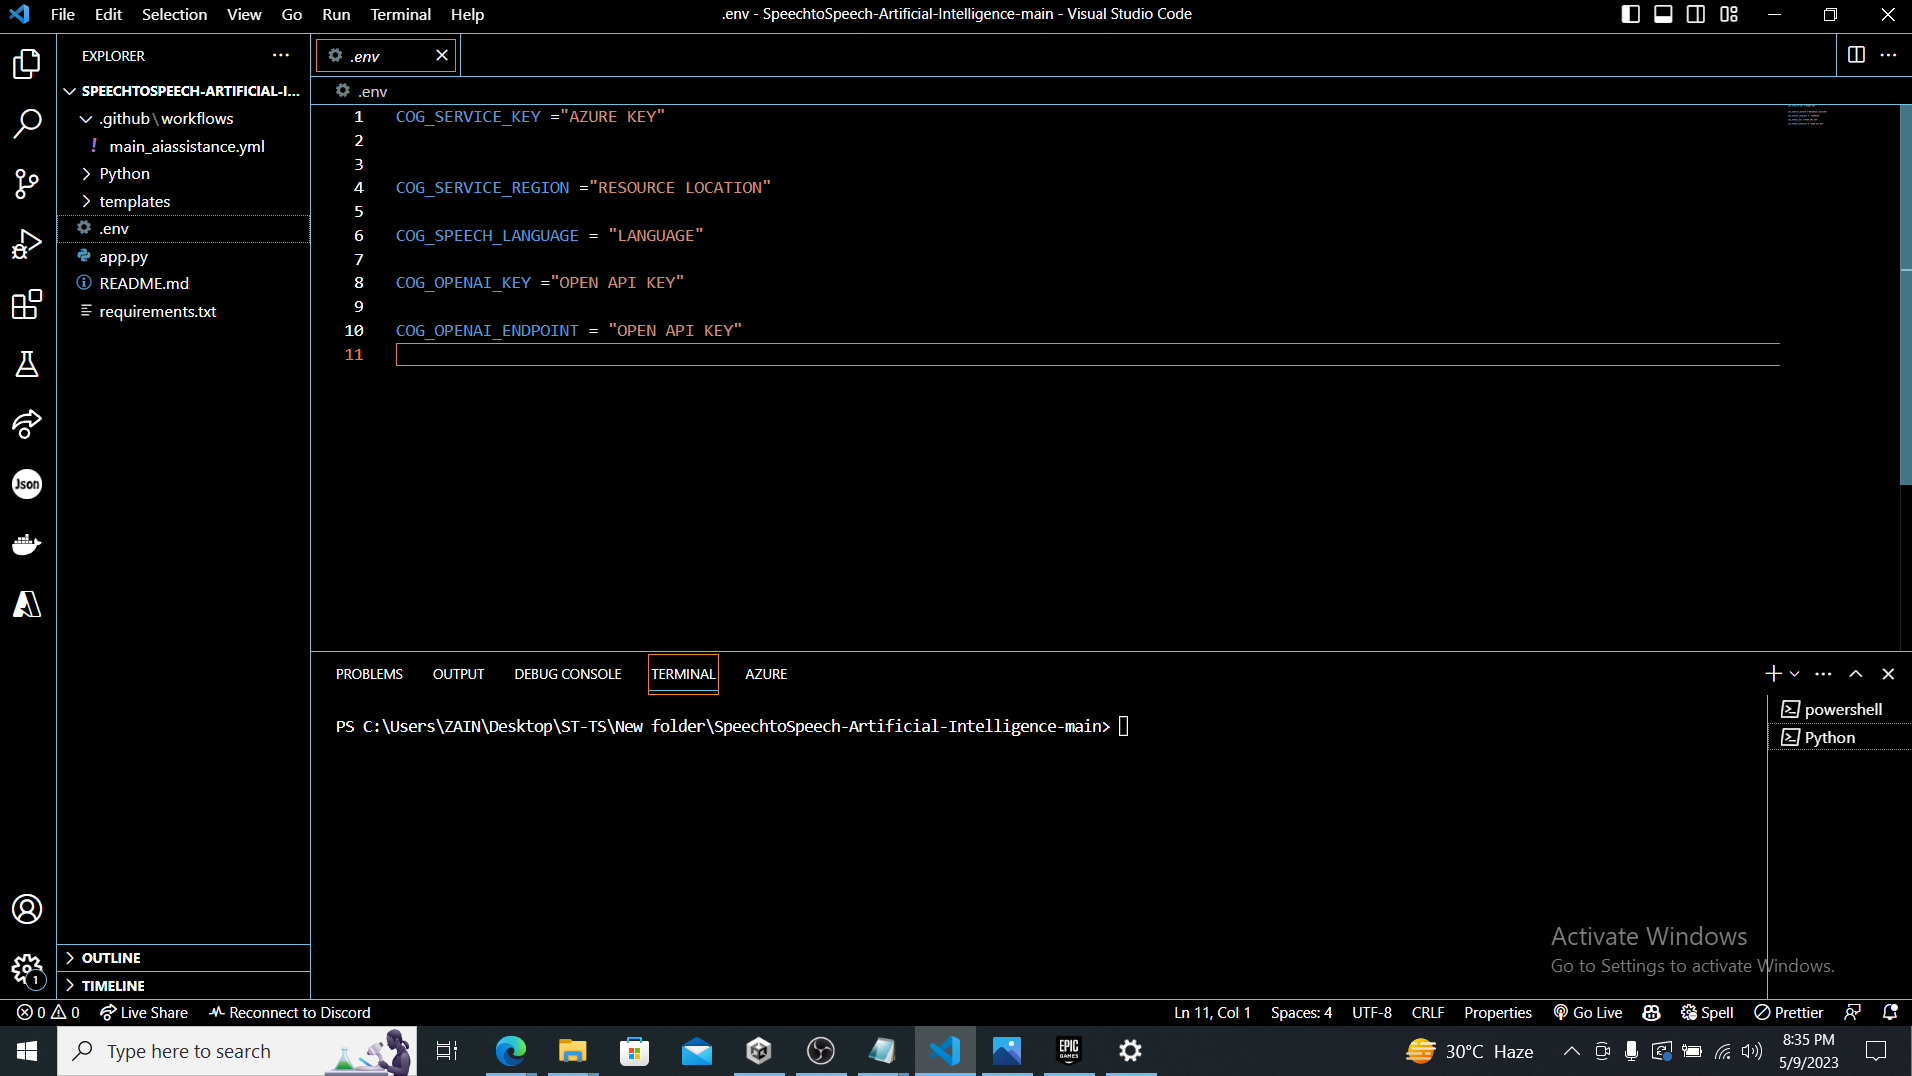 File Edit Selection View Go Run Terminal Help
.env - SpeechtoSpeech-Artificial-Intelligence-main - Visual Studio Code
EXPLORER
SPEECHTOSPEECH-ARTIFICIAL-I...
.github\workflows
! main_aiassistance.yml
Python
templates
.env
app.py
README.md
requirements.txt
OUTLINE
TIMELINE
.env
.env
1 COG_SERVICE_KEY ="AZURE KEY"
2
3
4 COG_SERVICE_REGION ="RESOURCE LOCATION"
5
6 COG_SPEECH_LANGUAGE = "LANGUAGE"
7
8 COG_OPENAI_KEY ="OPEN API KEY"
9
10 COG_OPENAI_ENDPOINT = "OPEN API KEY"
11
Json
1
PROBLEMS OUTPUT DEBUG CONSOLE TERMINAL AZURE
PS C:\Users\ZAIN\Desktop\ST-TS\New folder\SpeechtoSpeech-Artificial-Intelligence-main>
powershell
Python
Activate Windows
Go to Settings to activate Windows.
0 0 Live Share Reconnect to Discord
Ln 11, Col 1 Spaces: 4 UTF-8 CRLF Properties Go Live Spell Prettier
Type here to search
EPIC GAMES
30°C Haze
8:35 PM
5/9/2023